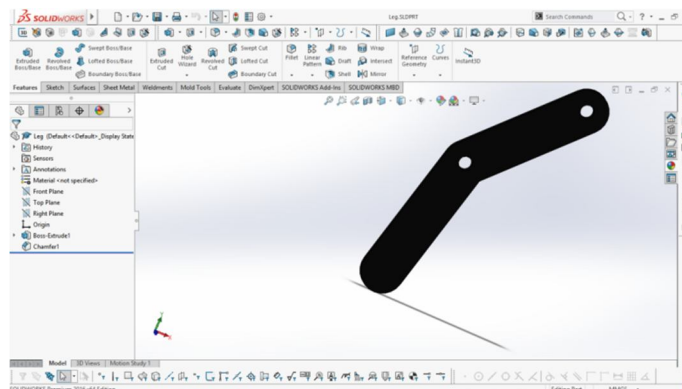 SOLIDWORKS
Leg.SLDPRT
Search Commands
Extruded Boss/Base
Revolved Boss/Base
Swept Boss/Base
Lofted Boss/Base
Boundary Boss/Base
Extruded Cut
Hole Wizard
Revolved Cut
Swept Cut
Lofted Cut
Boundary Cut
Fillet
Linear Pattern
Rib
Draft
Shell
Wrap
Intersect
Mirror
Reference Geometry
Curves
Instant3D
Features Sketch Surfaces Sheet Metal Weldments Mold Tools Evaluate DimXpert SOLIDWORKS Add-Ins SOLIDWORKS MBD
Leg (Default<<Default>_Display State
History
Sensors
Annotations
Material <not specified>
Front Plane
Top Plane
Right Plane
Origin
Boss-Extrude1
Chamfer1
Model 3D Views Motion Study 1